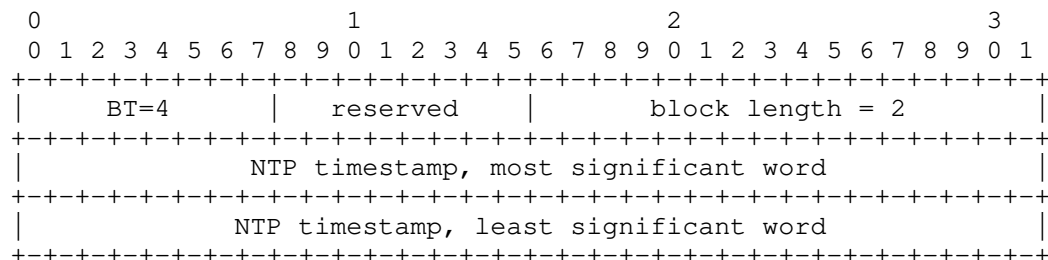 0                   1                   2                   3
 0 1 2 3 4 5 6 7 8 9 0 1 2 3 4 5 6 7 8 9 0 1 2 3 4 5 6 7 8 9 0 1
+-+-+-+-+-+-+-+-+-+-+-+-+-+-+-+-+-+-+-+-+-+-+-+-+-+-+-+-+-+-+-+-+
|     BT=4      |   reserved    |       block length = 2        |
+-+-+-+-+-+-+-+-+-+-+-+-+-+-+-+-+-+-+-+-+-+-+-+-+-+-+-+-+-+-+-+-+
|              NTP timestamp, most significant word             |
+-+-+-+-+-+-+-+-+-+-+-+-+-+-+-+-+-+-+-+-+-+-+-+-+-+-+-+-+-+-+-+-+
|             NTP timestamp, least significant word             |
+-+-+-+-+-+-+-+-+-+-+-+-+-+-+-+-+-+-+-+-+-+-+-+-+-+-+-+-+-+-+-+-+